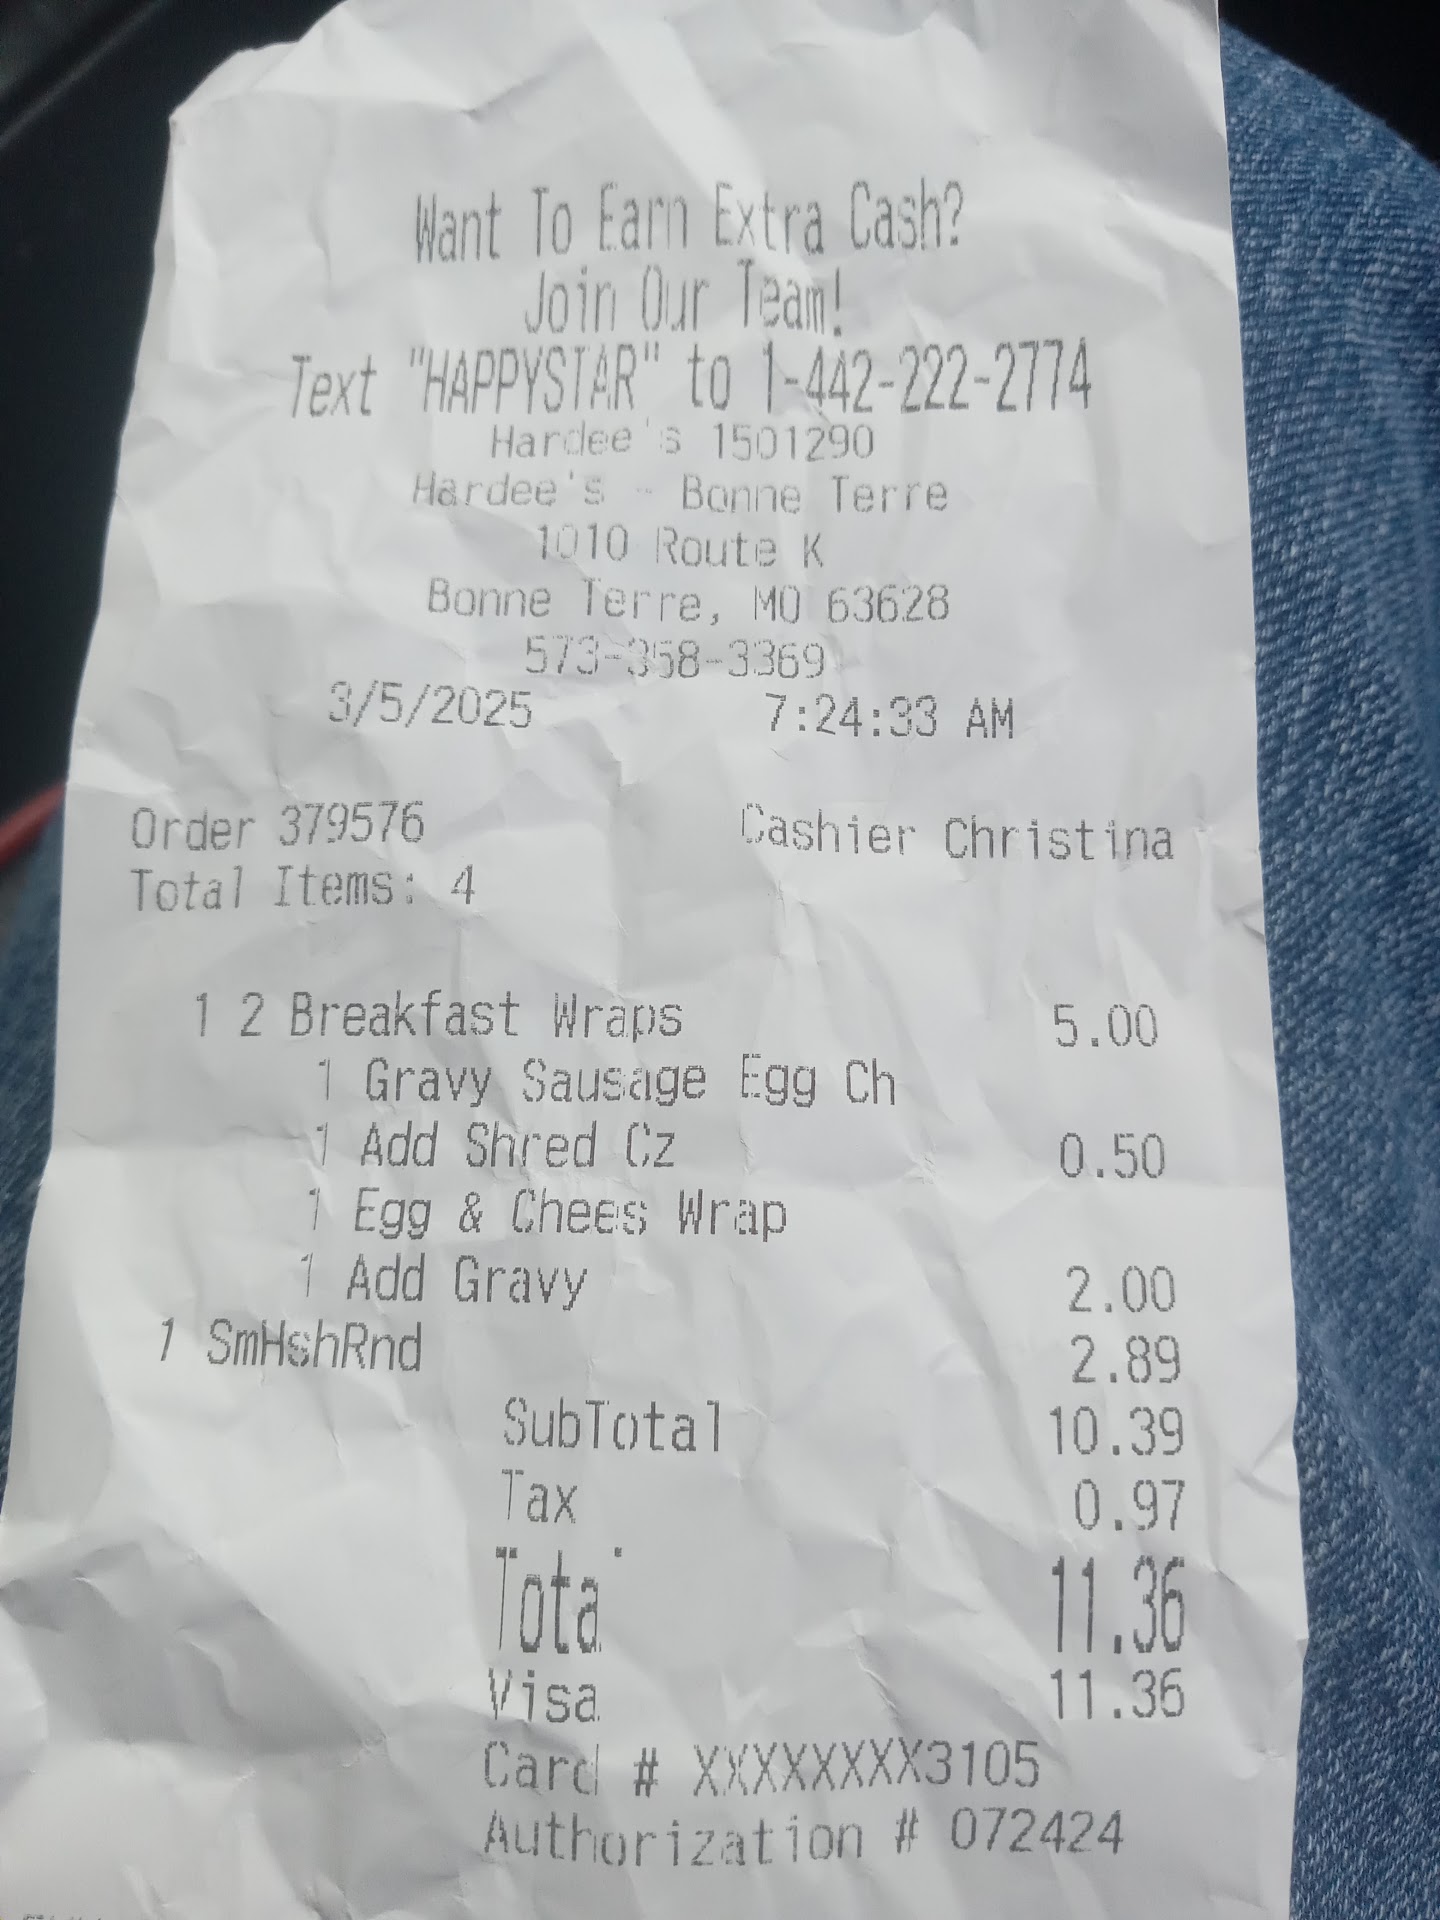 Want To Earn Extra Cash?
Join Our Team!
Text "HAPPYSTAR" to 1-442-222-2774
Hardee's 1501290
Hardee's - Bonne Terre
1010 Route K
Bonne Terre, MO 63628
573-358-3369
3/5/2025 7:24:33 AM
Order 379576 Cashier Christina
Total Items: 4
1 2 Breakfast Wraps 5.00
1 Gravy Sausage Egg Ch
1 Add Shred Cz 0.50
1 Egg & Chees Wrap
1 Add Gravy 2.00
1 SmHshRnd 2.89
SubTotal 10.39
Tax 0.97
Total 11.36
Visa 11.36
Card # XXXXXXXX3105
Authorization # 072424